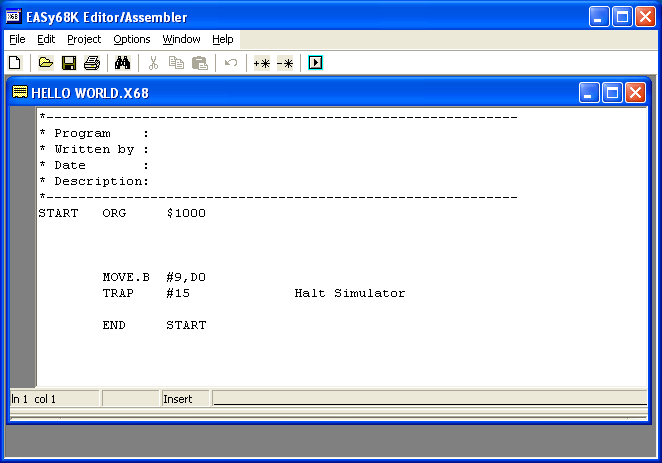 X68 EASy68K Editor/Assembler
File Edit Project Options Window Help
+* -*
HELLO WORLD.X68
*-----------------------------------------------------------
* Program    :
* Written by :
* Date       :
* Description:
*-----------------------------------------------------------
START   ORG     $1000
MOVE.B  #9,D0
TRAP    #15             Halt Simulator
END     START
ln 1  col 1 Insert